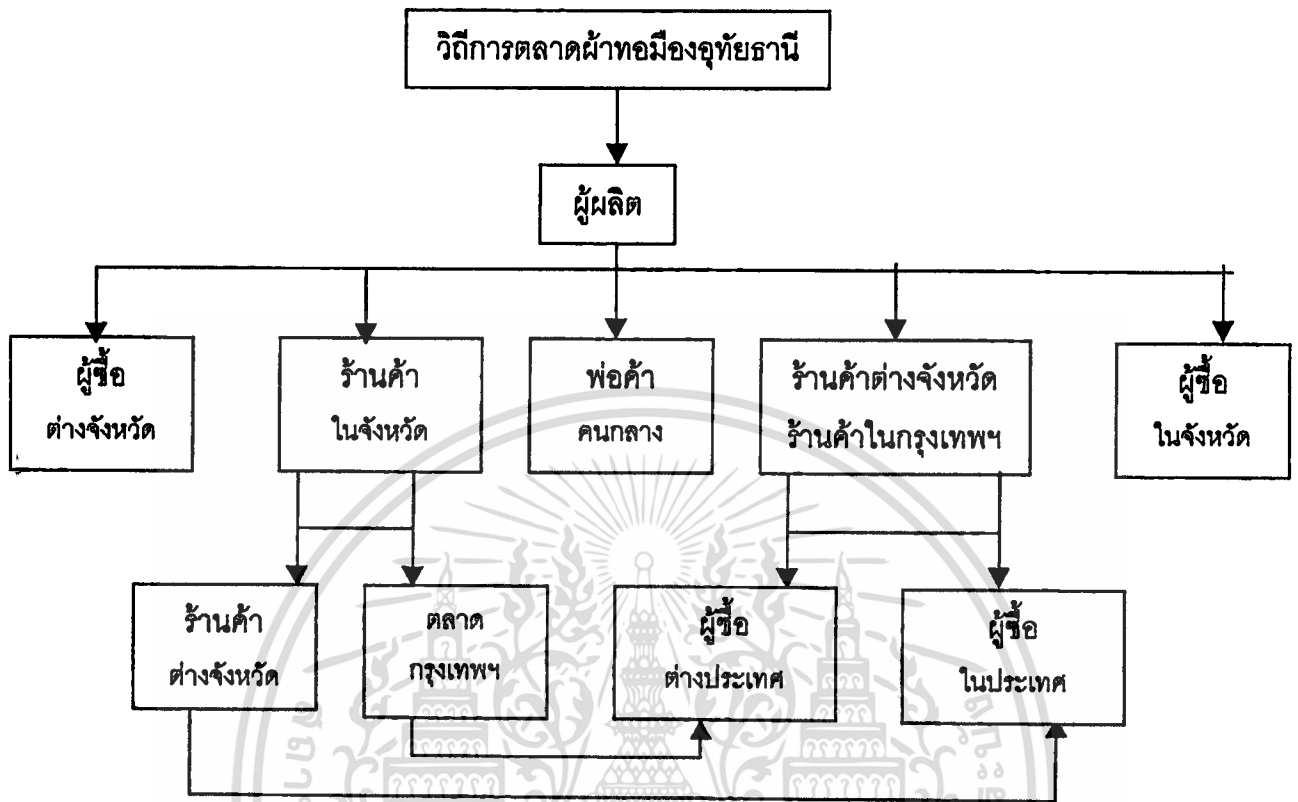 วิถีการตลาดผ้าทอมืองอุทัยธานี
ผู้ผลิต
ผู้ซื้อ
ต่างจังหวัด
ร้านค้า
ในจังหวัด
พ่อค้า
คนกลาง
ร้านค้าต่างจังหวัด
ร้านค้าในกรุงเทพฯ
ผู้ซื้อ
ในจังหวัด
ร้านค้า
ต่างจังหวัด
ตลาด
กรุงเทพฯ
ผู้ซื้อ
ต่างประเทศ
ผู้ซื้อ
ในประเทศ